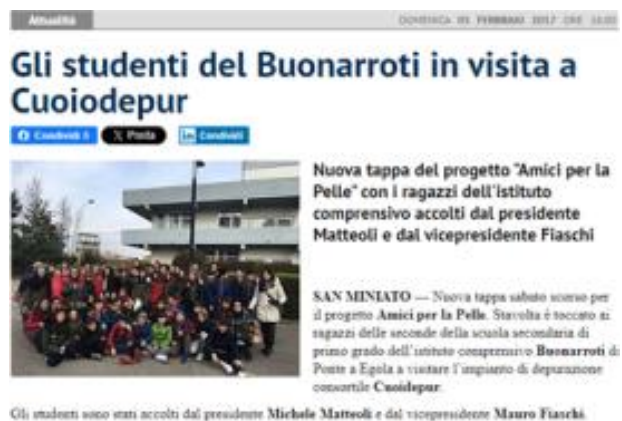 Attualità
DOMENICA 05 FEBBRAIO 2017 ORE 16:00
Gli studenti del Buonarroti in visita a
Cuoiodepur
Condividi 5
X Posta
in Condividi
Nuova tappa del progetto "Amici per la
Pelle" con i ragazzi dell'istituto
comprensivo accolti dal presidente
Matteoli e dal vicepresidente Fiaschi
SAN MINIATO — Nuova tappa sabato scorso per
il progetto Amici per la Pelle. Stavolta è toccato ai
ragazzi delle seconde della scuola secondaria di
primo grado dell'istituto comprensivo Buonarroti di
Ponte a Egola a visitare l'impianto di depurazione
consortile Cuoidepur.
Gli studenti sono stati accolti dal presidente Michele Matteoli e dal vicepresidente Mauro Fiaschi.